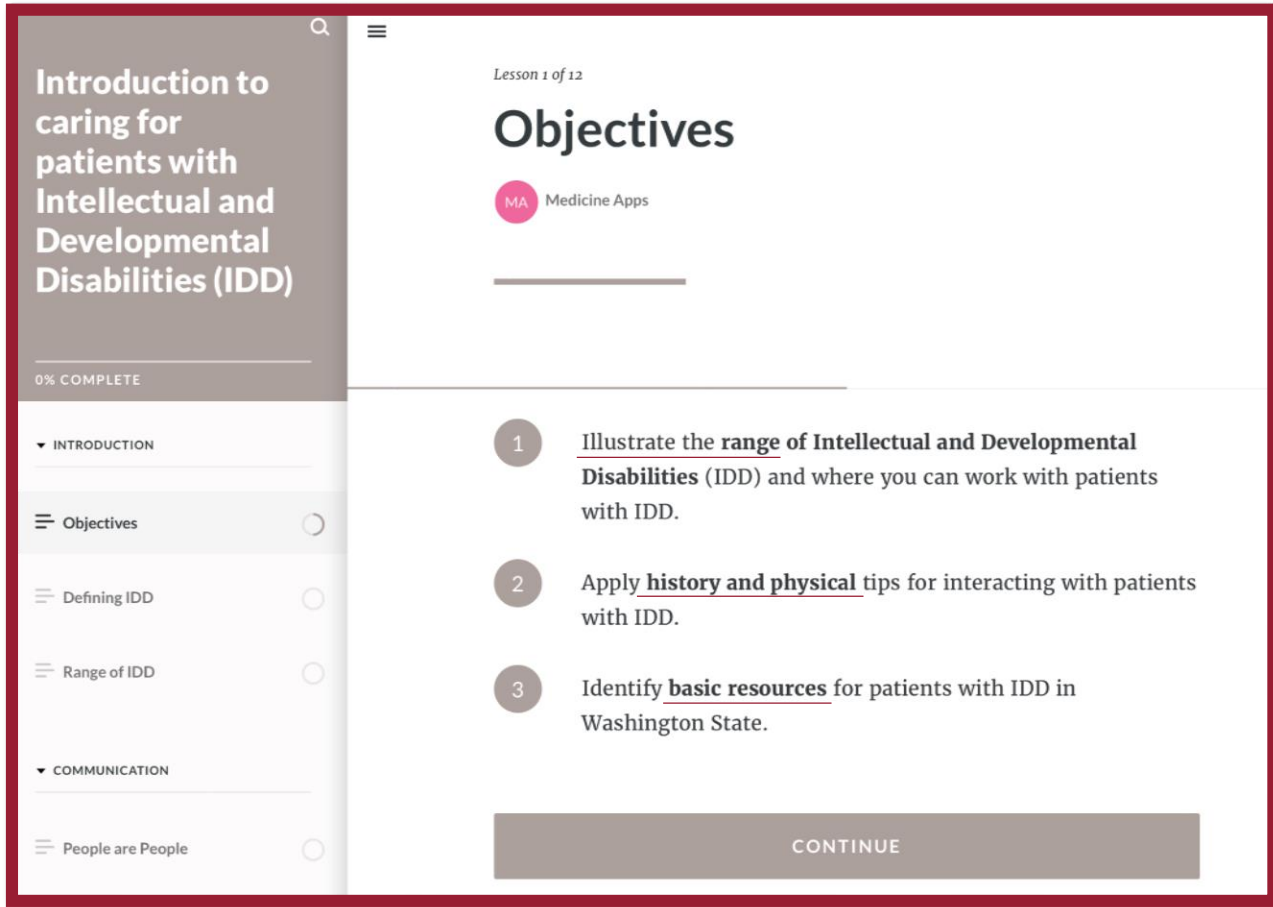 Introduction to
caring for
patients with
Intellectual and
Developmental
Disabilities (IDD)
0% COMPLETE
INTRODUCTION
Objectives
Defining IDD
Range of IDD
COMMUNICATION
People are People
Lesson 1 of 12
Objectives
MA Medicine Apps
1 Illustrate the range of Intellectual and Developmental
Disabilities (IDD) and where you can work with patients
with IDD.
2 Apply history and physical tips for interacting with patients
with IDD.
3 Identify basic resources for patients with IDD in
Washington State.
CONTINUE